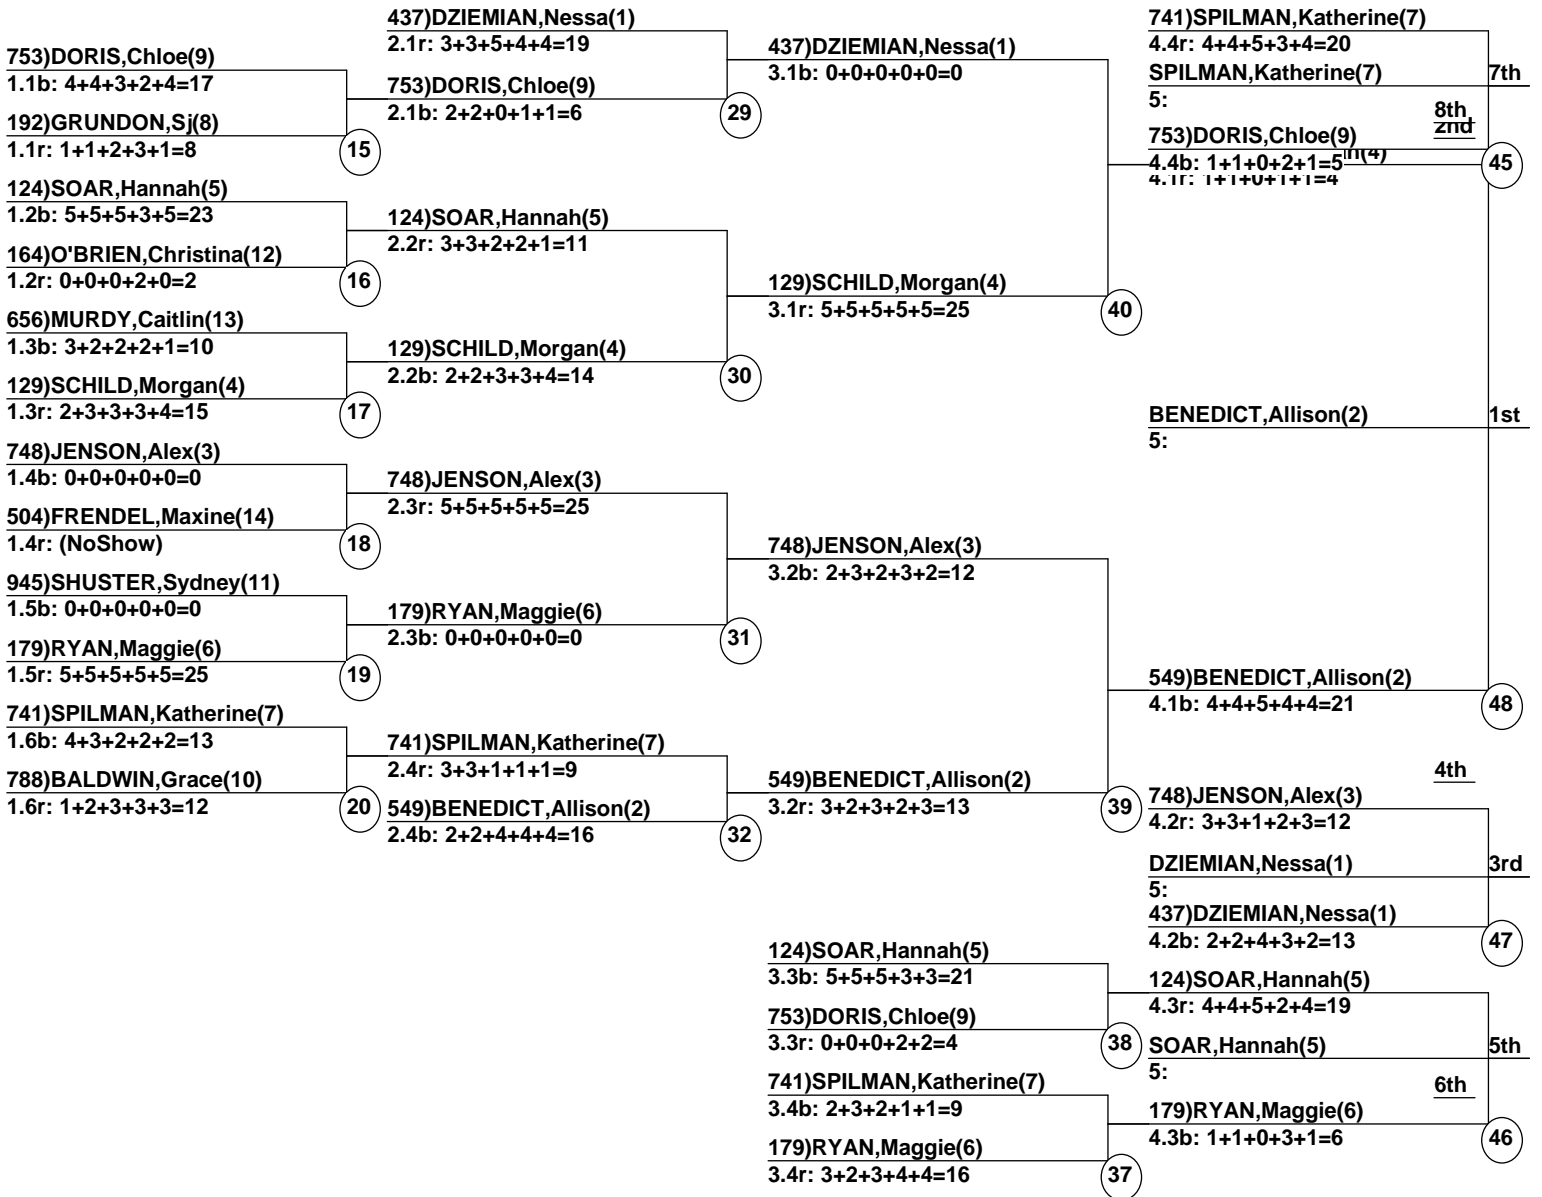 753)DORIS,Chloe(9)
1.1b: 4+4+3+2+4=17
192)GRUNDON,Sj(8)
1.1r: 1+1+2+3+1=8
15
124)SOAR,Hannah(5)
1.2b: 5+5+5+3+5=23
164)O'BRIEN,Christina(12)
1.2r: 0+0+0+2+0=2
16
656)MURDY,Caitlin(13)
1.3b: 3+2+2+2+1=10
129)SCHILD,Morgan(4)
1.3r: 2+3+3+3+4=15
17
748)JENSON,Alex(3)
1.4b: 0+0+0+0+0=0
504)FRENDEL,Maxine(14)
1.4r: (NoShow)
18
945)SHUSTER,Sydney(11)
1.5b: 0+0+0+0+0=0
179)RYAN,Maggie(6)
1.5r: 5+5+5+5+5=25
19
741)SPILMAN,Katherine(7)
1.6b: 4+3+2+2+2=13
788)BALDWIN,Grace(10)
1.6r: 1+2+3+3+3=12
20
437)DZIEMIAN,Nessa(1)
2.1r: 3+3+5+4+4=19
753)DORIS,Chloe(9)
2.1b: 2+2+0+1+1=6
29
124)SOAR,Hannah(5)
2.2r: 3+3+2+2+1=11
129)SCHILD,Morgan(4)
2.2b: 2+2+3+3+4=14
30
748)JENSON,Alex(3)
2.3r: 5+5+5+5+5=25
179)RYAN,Maggie(6)
2.3b: 0+0+0+0+0=0
31
741)SPILMAN,Katherine(7)
2.4r: 3+3+1+1+1=9
549)BENEDICT,Allison(2)
2.4b: 2+2+4+4+4=16
32
437)DZIEMIAN,Nessa(1)
3.1b: 0+0+0+0+0=0
129)SCHILD,Morgan(4)
3.1r: 5+5+5+5+5=25
40
748)JENSON,Alex(3)
3.2b: 2+3+2+3+2=12
549)BENEDICT,Allison(2)
3.2r: 3+2+3+2+3=13
39
124)SOAR,Hannah(5)
3.3b: 5+5+5+3+3=21
753)DORIS,Chloe(9)
3.3r: 0+0+0+2+2=4
38
741)SPILMAN,Katherine(7)
3.4b: 2+3+2+1+1=9
179)RYAN,Maggie(6)
3.4r: 3+2+3+4+4=16
37
741)SPILMAN,Katherine(7)
4.4r: 4+4+5+3+4=20
SPILMAN,Katherine(7) 7th
5:
8th
2nd
753)DORIS,Chloe(9)
4.4b: 1+1+0+2+1=5
4.1r: 1+1+0+1+1=4
45
BENEDICT,Allison(2) 1st
5:
549)BENEDICT,Allison(2)
4.1b: 4+4+5+4+4=21
48
4th
748)JENSON,Alex(3)
4.2r: 3+3+1+2+3=12
DZIEMIAN,Nessa(1) 3rd
5:
437)DZIEMIAN,Nessa(1)
4.2b: 2+2+4+3+2=13
47
124)SOAR,Hannah(5)
4.3r: 4+4+5+2+4=19
SOAR,Hannah(5) 5th
5:
6th
179)RYAN,Maggie(6)
4.3b: 1+1+0+3+1=6
46